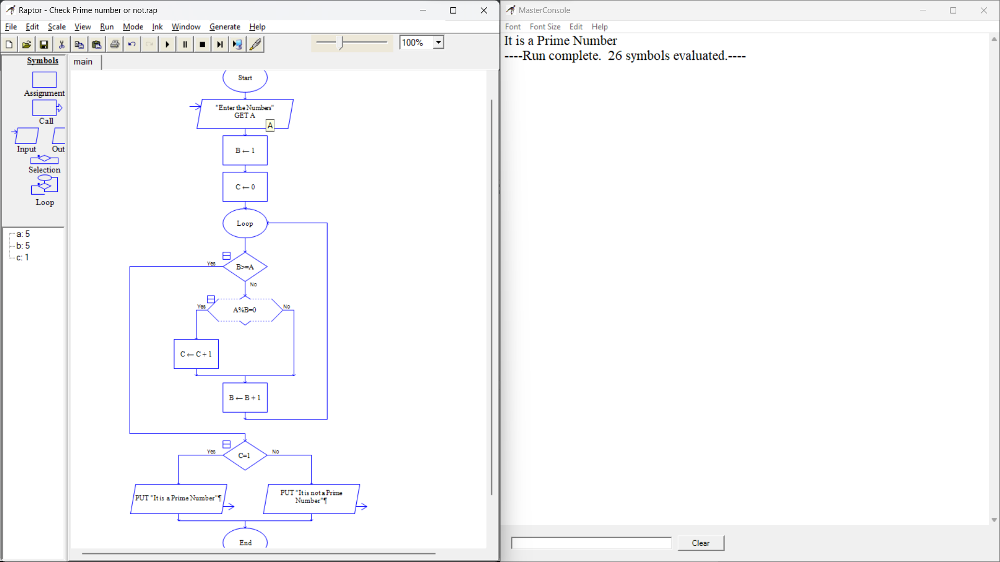 Raptor - Check Prime number or not.rap
File Edit Scale View Run Mode Ink Window Generate Help
100%
Symbols
Assignment
Call
Input Out
Selection
Loop
a: 5
b: 5
c: 1
main
Start
"Enter the Numbers"
GET A
A
B ← 1
C ← 0
Loop
B>=A
Yes
No
A%B=0
Yes
No
C ← C + 1
B ← B + 1
C=1
Yes
No
PUT "It is a Prime Number"¶
PUT "It is not a Prime
Number"¶
End
MasterConsole
Font Font Size Edit Help
It is a Prime Number
----Run complete.  26 symbols evaluated.----
Clear